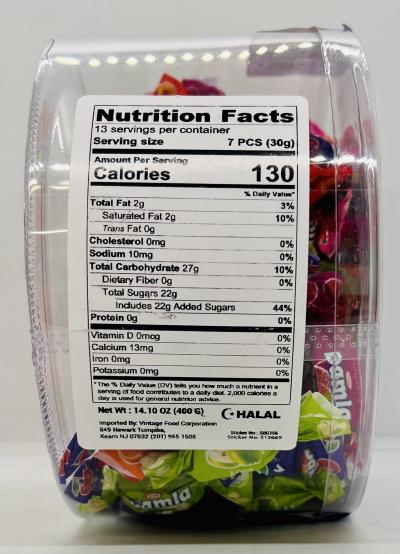 Nutrition Facts
13 servings per container
Serving size 7 PCS (30g)
Amount Per Serving
Calories 130
% Daily Value*
Total Fat 2g 3%
Saturated Fat 2g 10%
Trans Fat 0g
Cholesterol 0mg 0%
Sodium 10mg 0%
Total Carbohydrate 27g 10%
Dietary Fiber 0g 0%
Total Sugars 22g
Includes 22g Added Sugars 44%
Protein 0g 0%
Vitamin D 0mcg 0%
Calcium 13mg 0%
Iron 0mg 0%
Potassium 0mg 0%
*The % Daily Value (DV) tells you how much a nutrient in a
serving of food contributes to a daily diet. 2,000 calories a
day is used for general nutrition advice.
Net Wt : 14.10 OZ (400 G) HALAL
Imported By: Vintage Food Corporation
849 Newark Turnpike, Sticker No :
Kearn NJ 07032 (201) 955 1505 Sticker No: